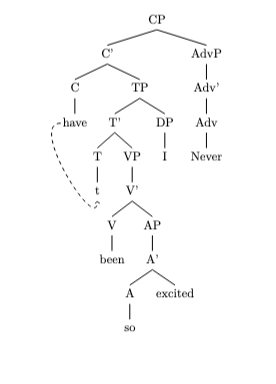 CP
C' AdvP
C TP Adv'
have T' DP Adv
T VP I Never
t V'
V AP
been A'
A excited
so